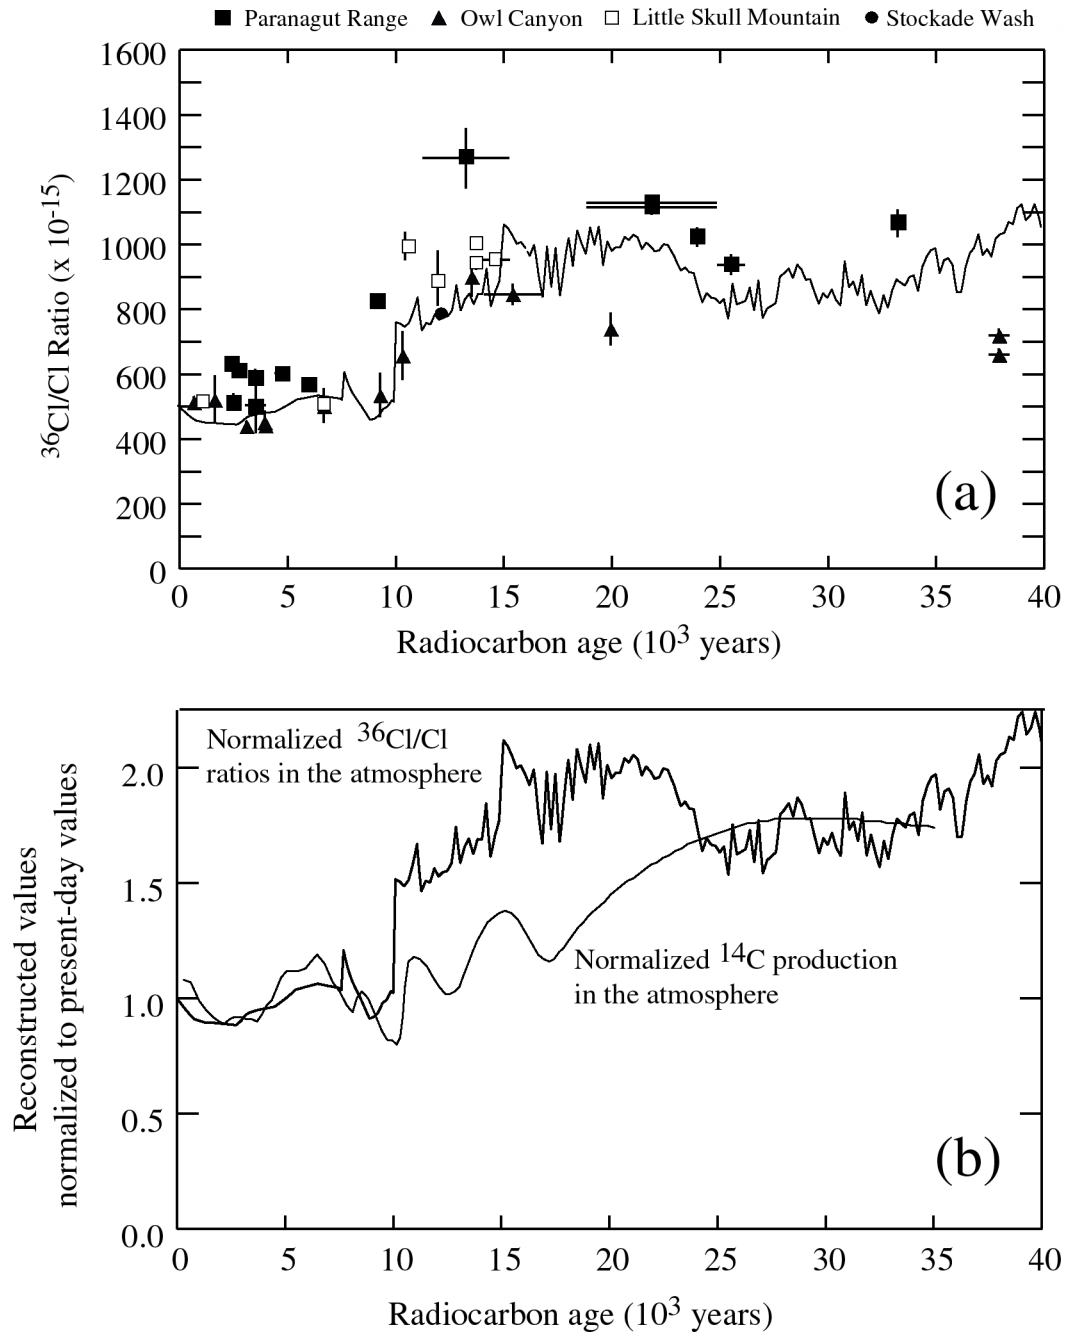 Paranagut Range Owl Canyon Little Skull Mountain Stockade Wash
1600
1400
1200
1000
800
600
400
200
0
36Cl/Cl Ratio (x 10-15)
(a)
0 5 10 15 20 25 30 35 40
Radiocarbon age (103 years)
Normalized 36Cl/Cl
ratios in the atmosphere
2.0
1.5
1.0
0.5
0.0
Reconstructed values
normalized to present-day values
Normalized 14C production
in the atmosphere
(b)
0 5 10 15 20 25 30 35 40
Radiocarbon age (103 years)